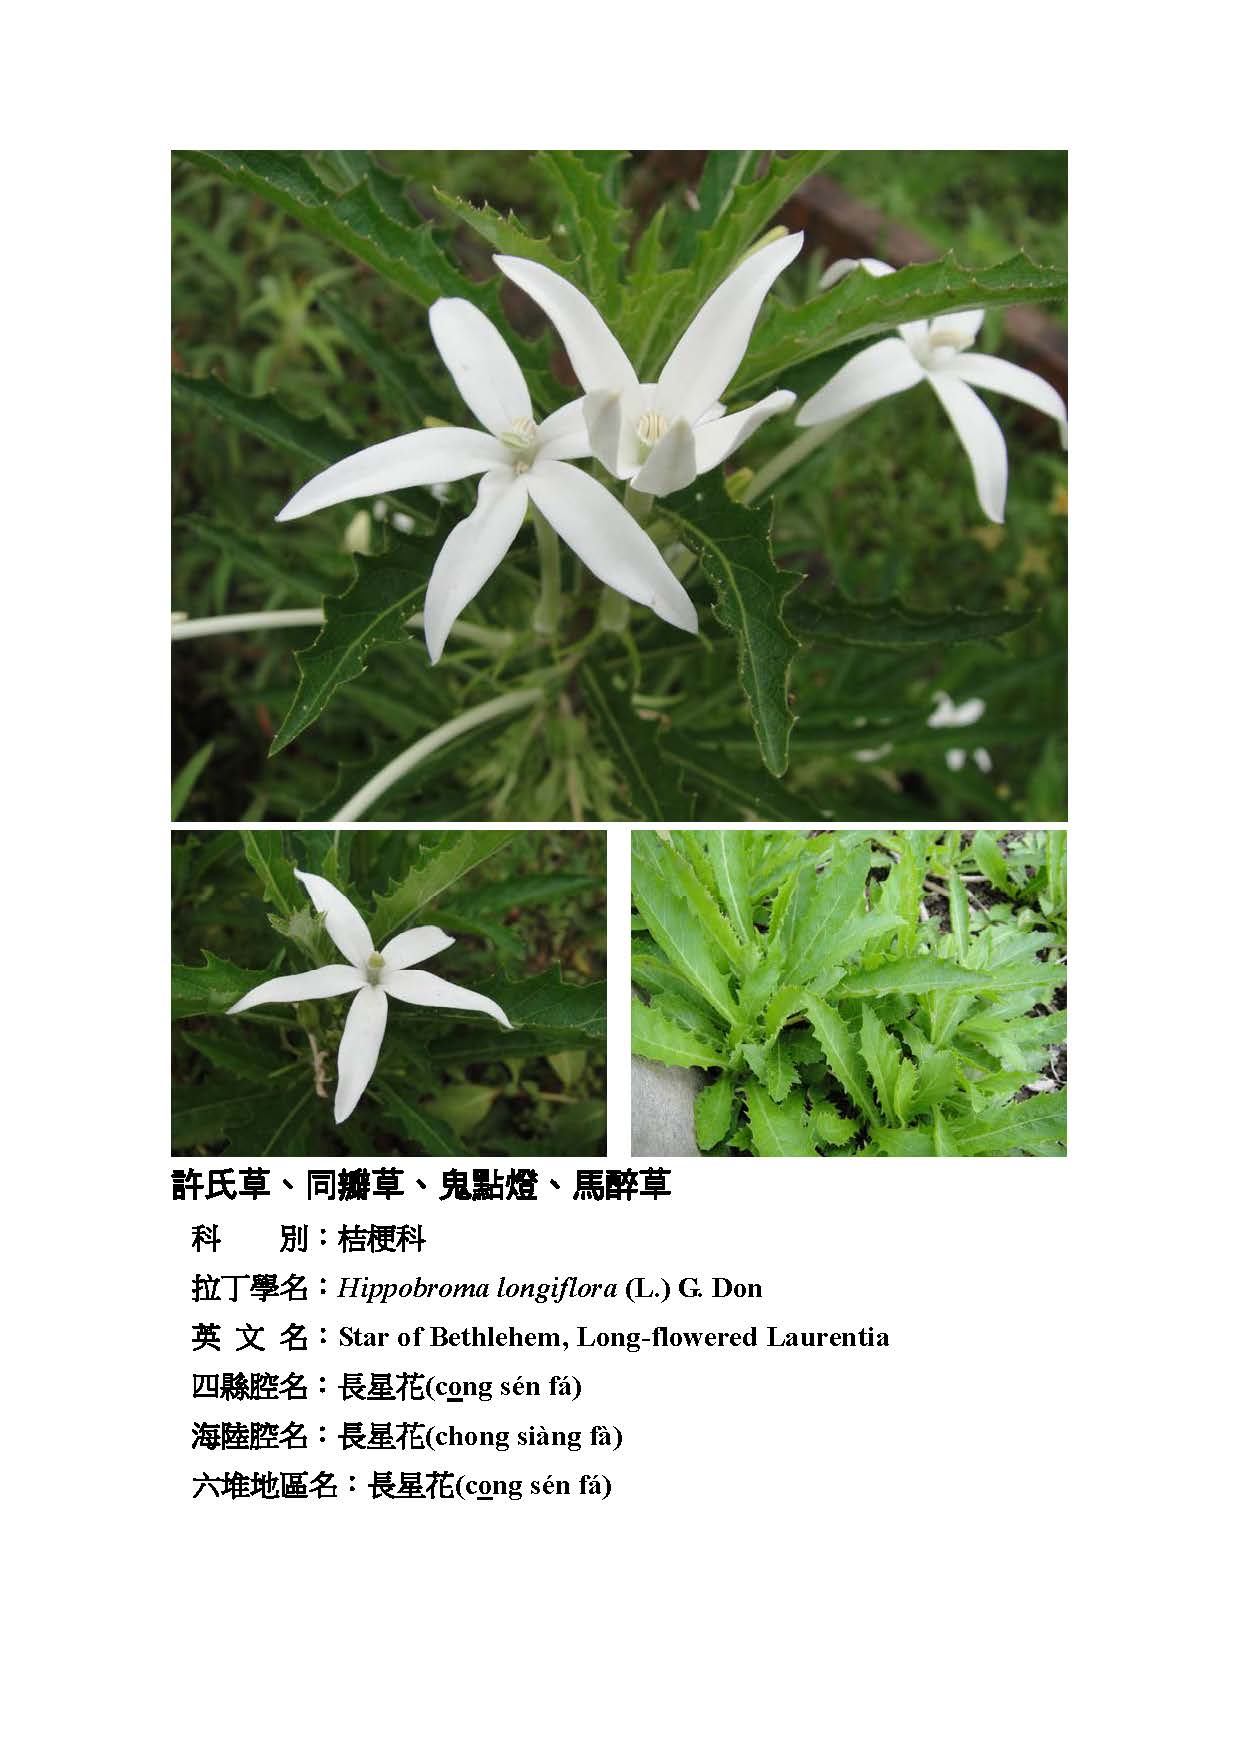 許氏草、同瓣草、鬼點燈、馬醉草
科　　別：桔梗科
拉丁學名：Hippobroma longiflora (L.) G. Don
英 文 名：Star of Bethlehem, Long-flowered Laurentia
四縣腔名：長星花(cong sén fá)
海陸腔名：長星花(chong siàng fà)
六堆地區名：長星花(cong sén fá)